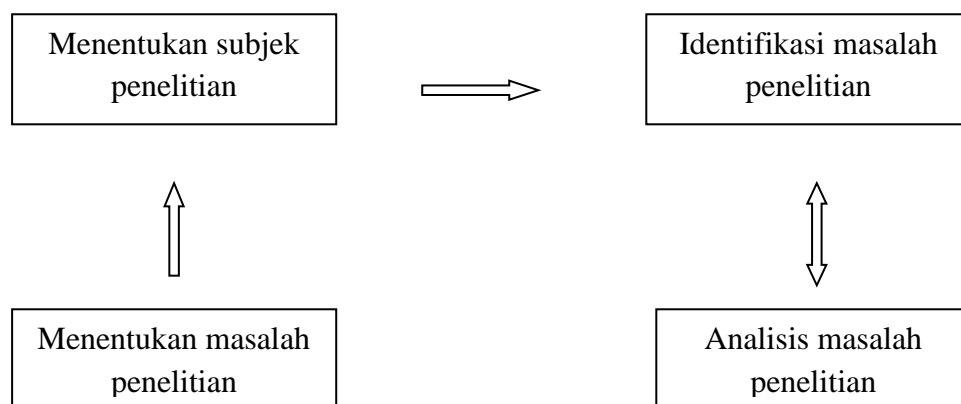 Menentukan subjek
penelitian
Identifikasi masalah
penelitian
Menentukan masalah
penelitian
Analisis masalah
penelitian